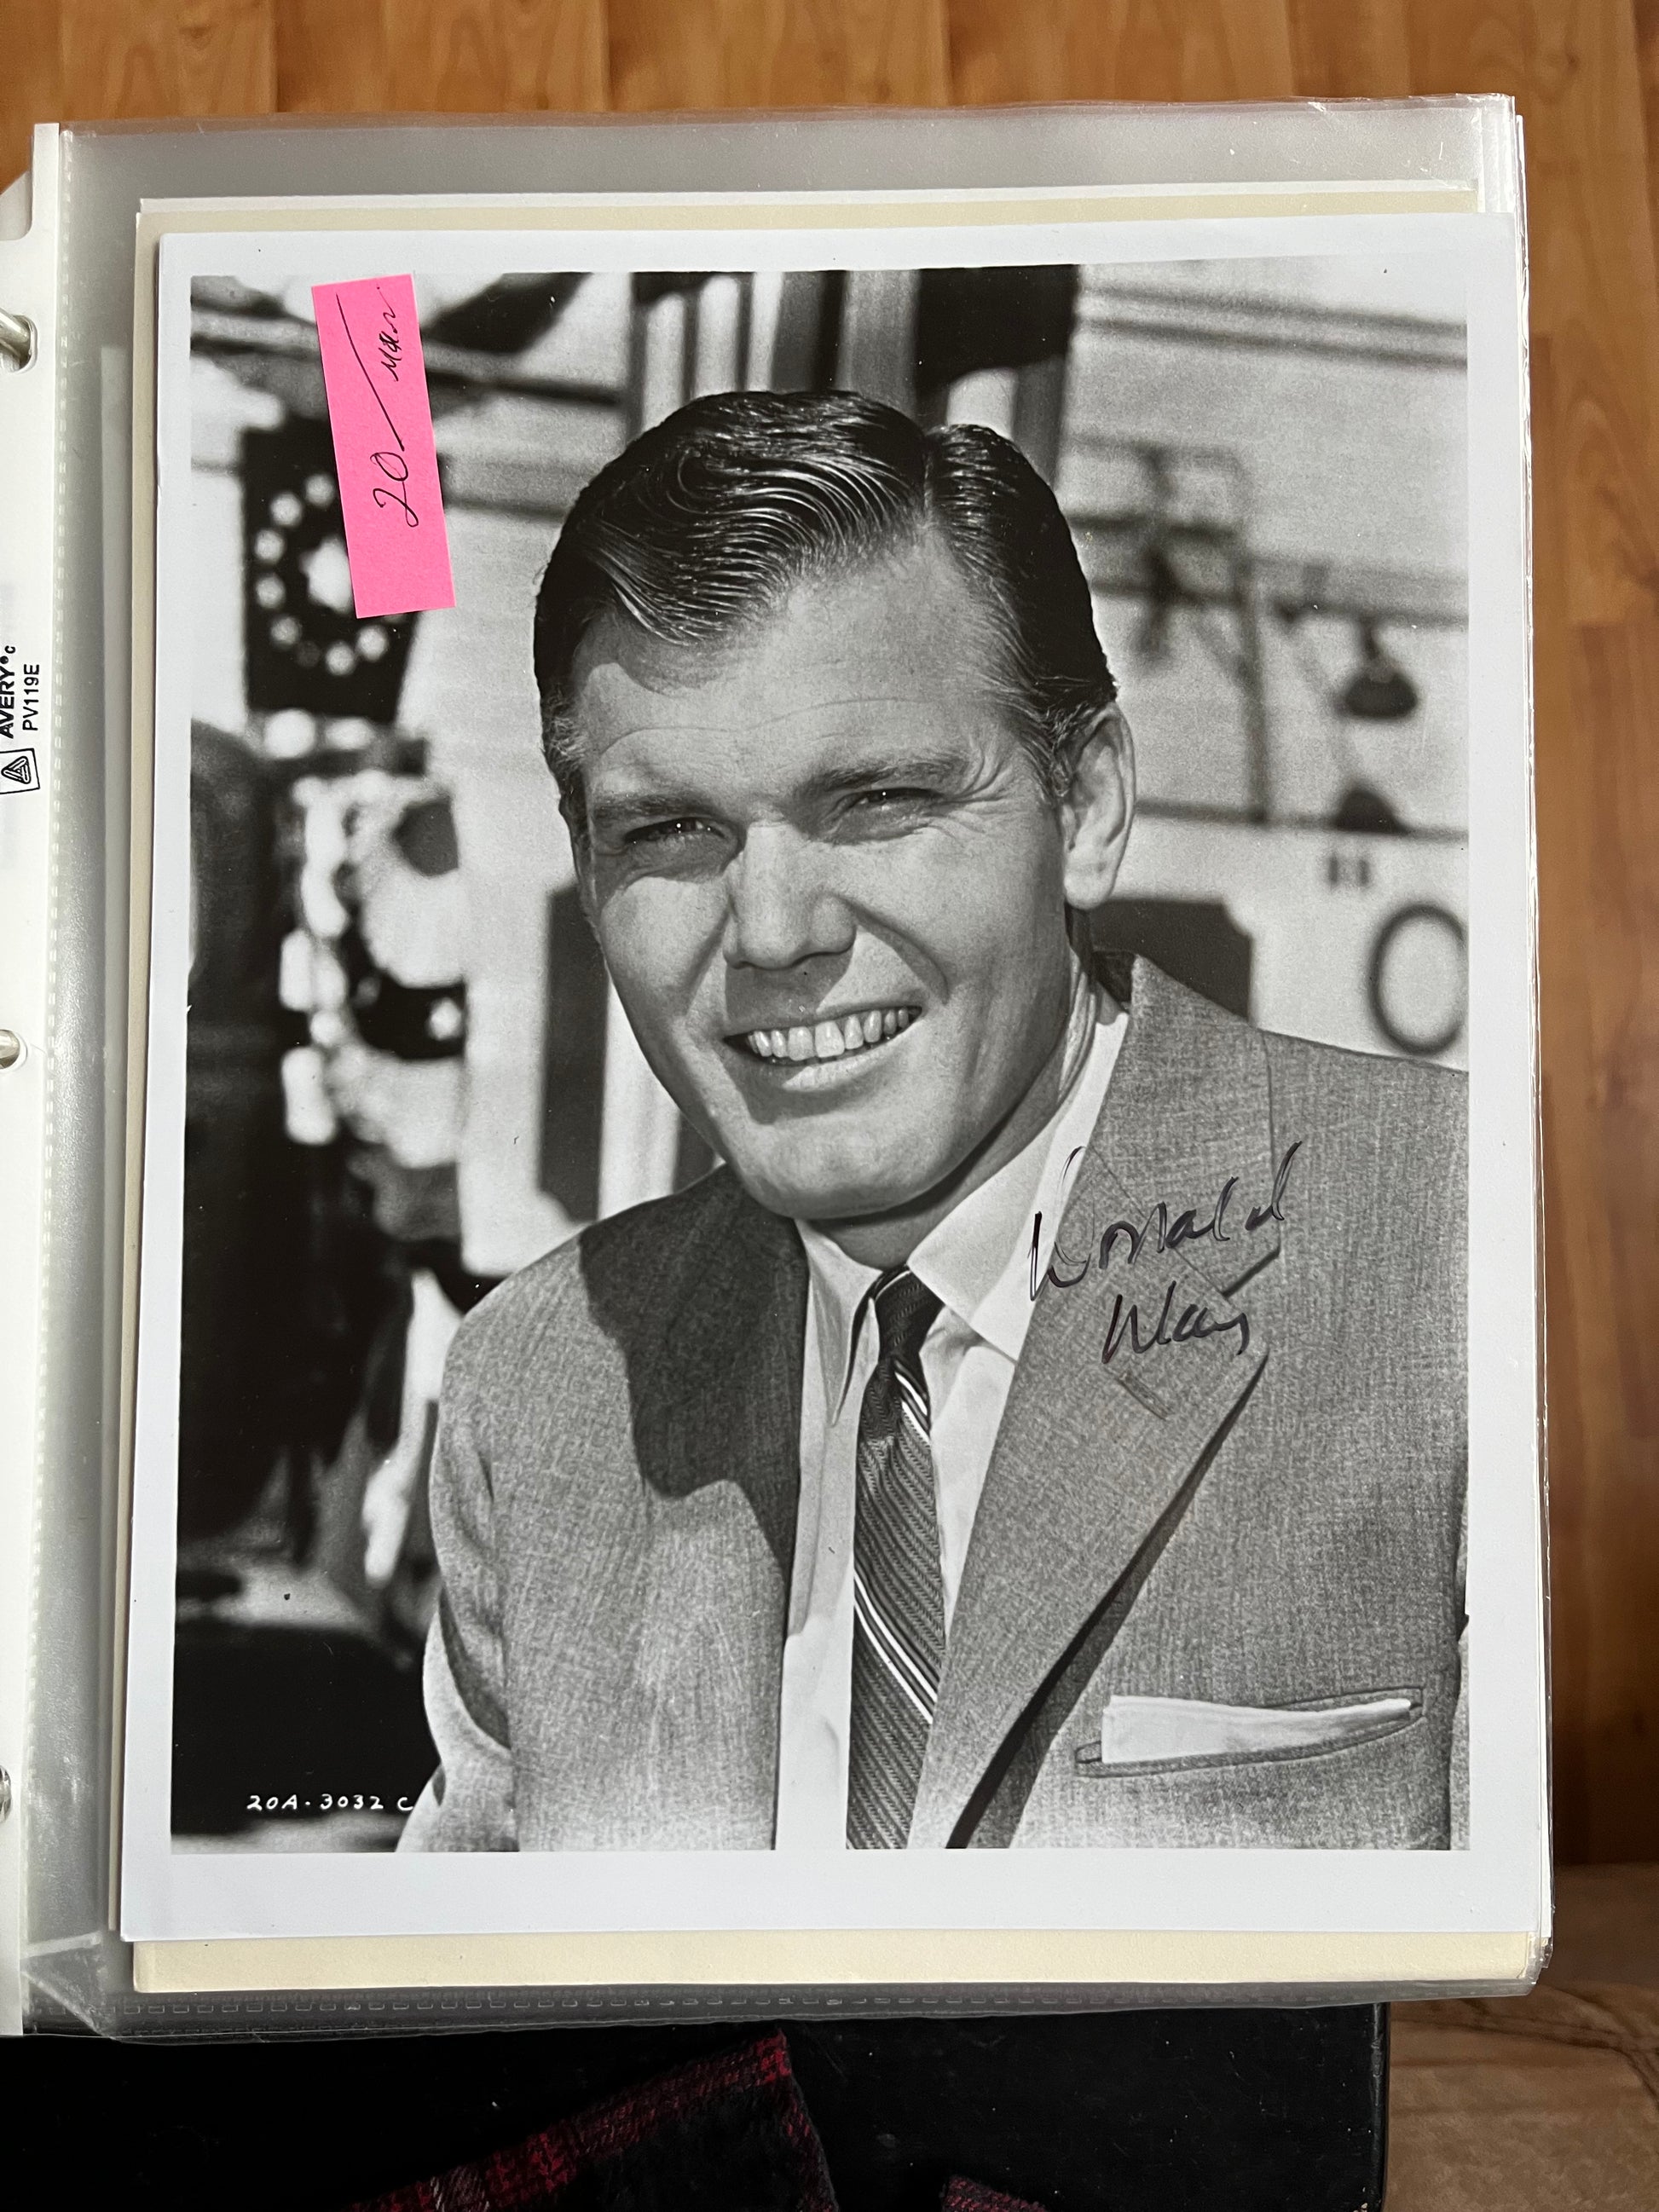 20—
AVERY® C
PV119E
Donald
May
20A-3032 C